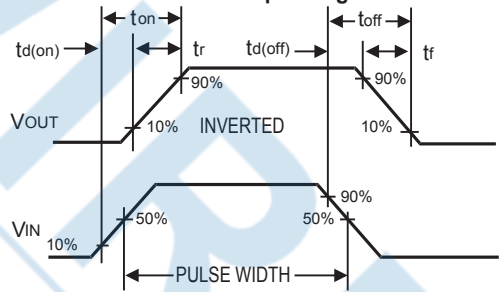 ton
toff
td(on)
tr
td(off)
tf
90%
90%
VOUT
10%
INVERTED
10%
90%
VIN
50%
50%
10%
PULSE WIDTH